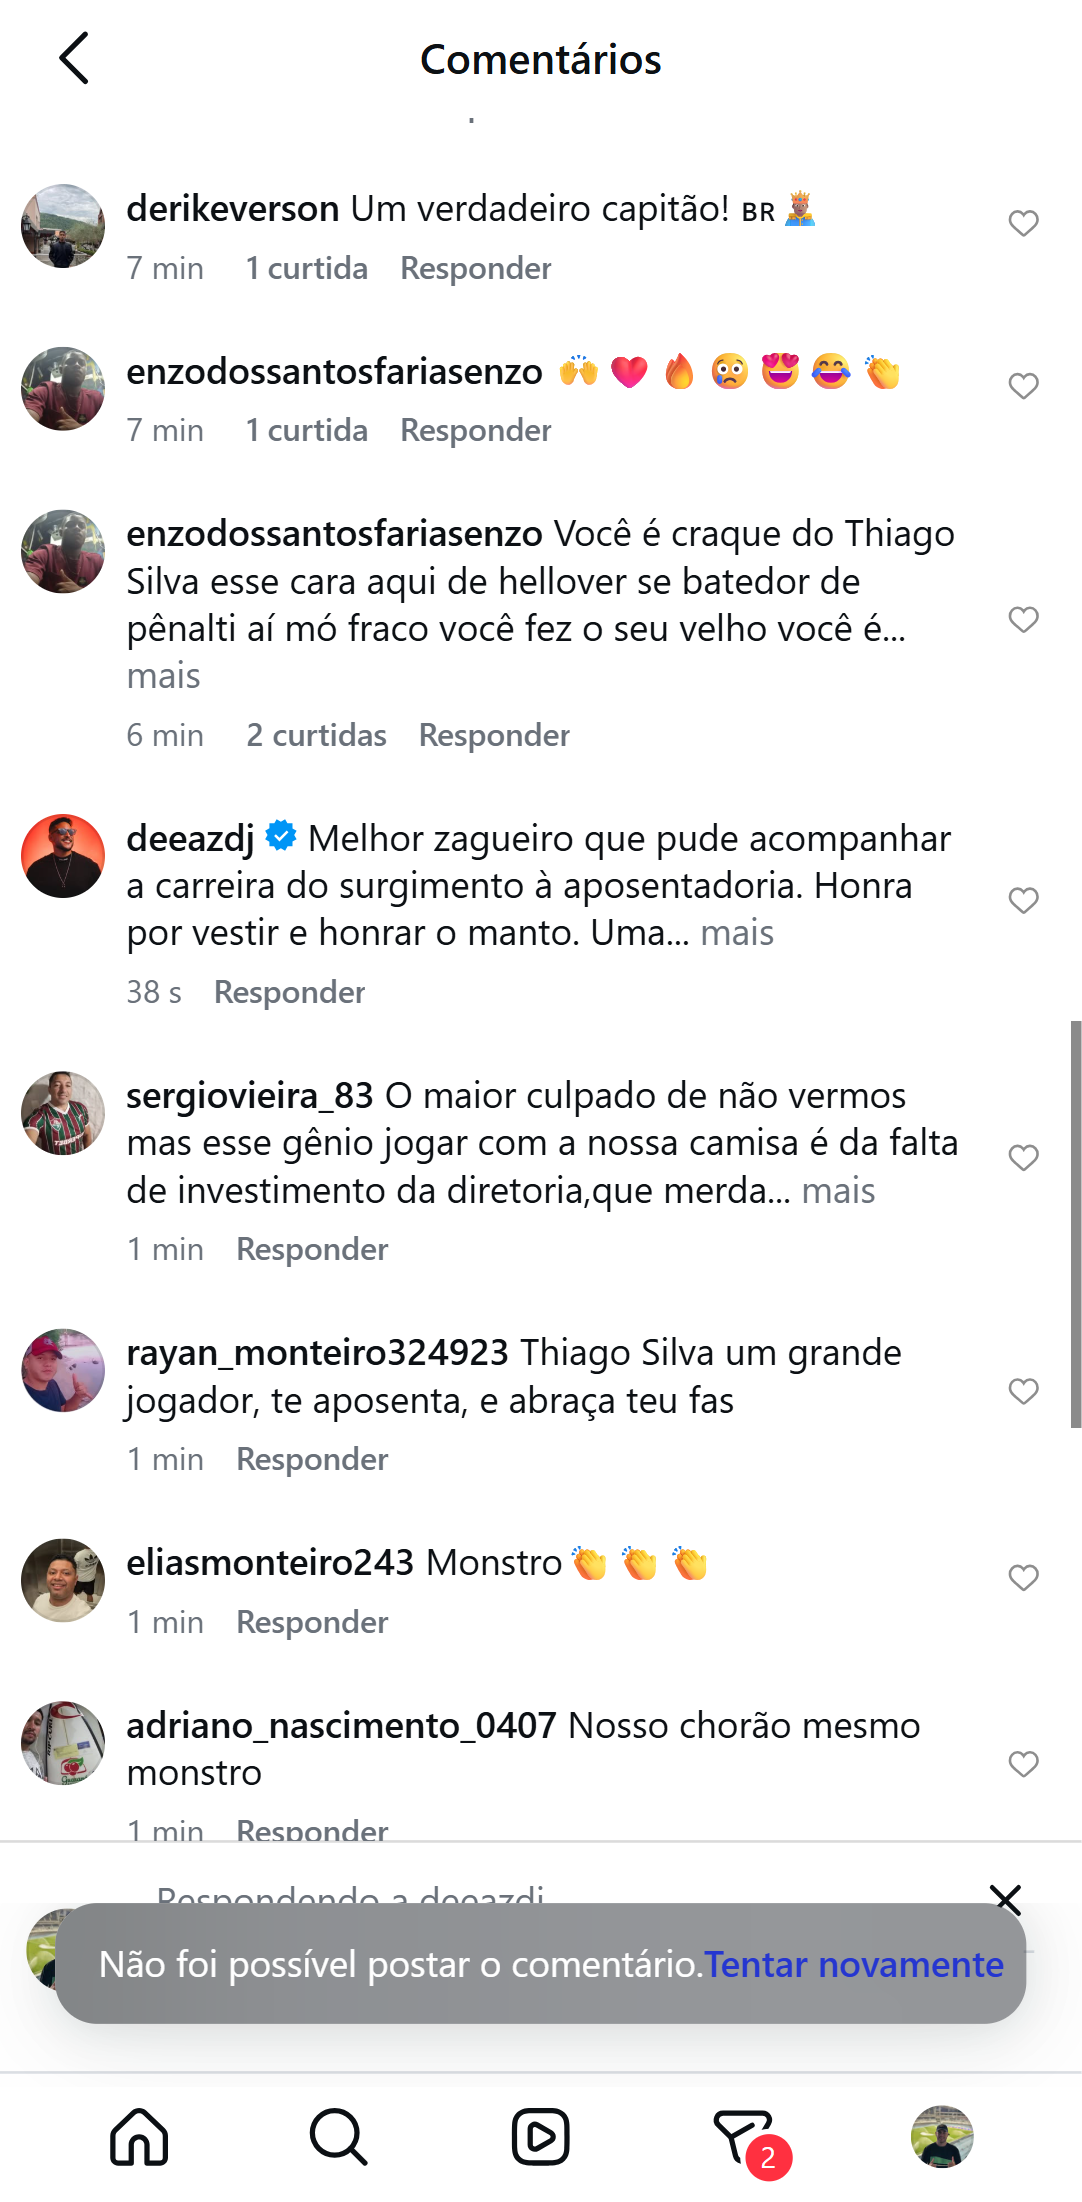 Comentários
derikeverson Um verdadeiro capitão! BR🤴🏽
7 min 1 curtida Responder
enzodossantosfariasenzo 🙌❤️🔥😢😍😂👏
7 min 1 curtida Responder
enzodossantosfariasenzo Você é craque do Thiago
Silva esse cara aqui de hellover se batedor de
pênalti aí mó fraco você fez o seu velho você é...
mais
6 min 2 curtidas Responder
deeazdj Melhor zagueiro que pude acompanhar
a carreira do surgimento à aposentadoria. Honra
por vestir e honrar o manto. Uma... mais
38 s Responder
sergiovieira_83 O maior culpado de não vermos
mas esse gênio jogar com a nossa camisa é da falta
de investimento da diretoria,que merda... mais
1 min Responder
rayan_monteiro324923 Thiago Silva um grande
jogador, te aposenta, e abraça teu fas
1 min Responder
eliasmonteiro243 Monstro👏👏👏
1 min Responder
adriano_nascimento_0407 Nosso chorão mesmo
monstro
1 min Responder
Respondendo a deeazdj
Não foi possível postar o comentário.Tentar novamente
2